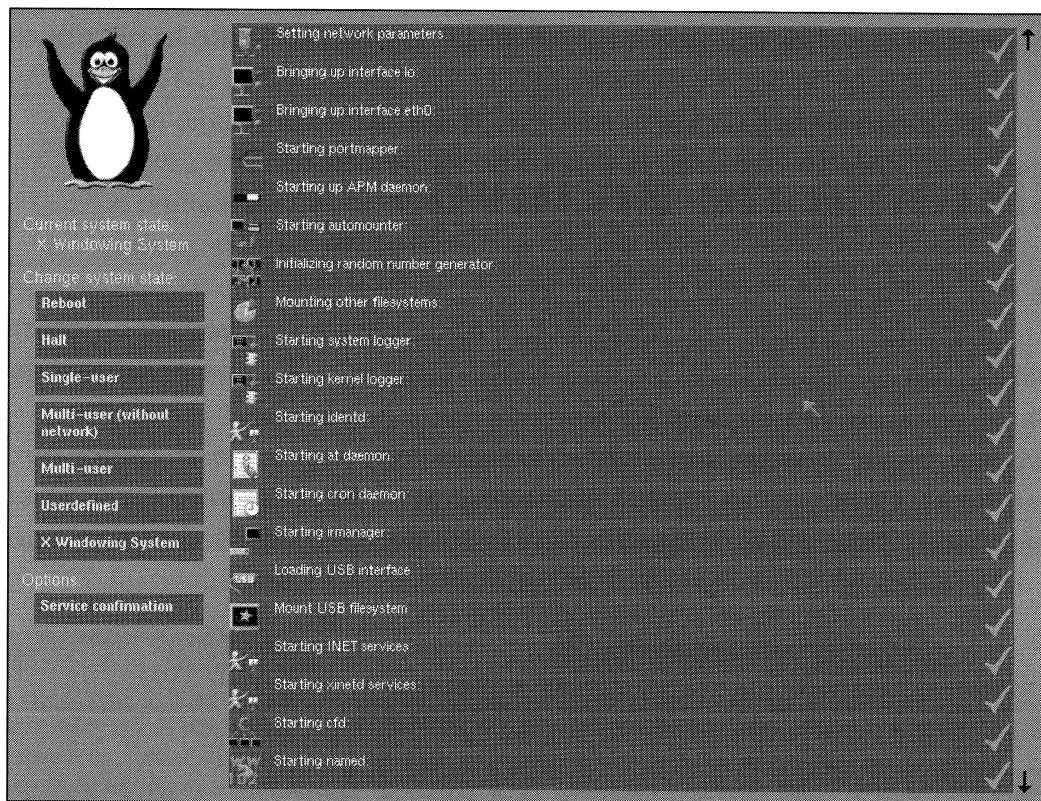 Current system state:
X Windowing System
Change system state:
Reboot
Halt
Single-user
Multi-user (without
network)
Multi-user
Userdefined
X Windowing System
Options
Service confirmation
Setting network parameters
Bringing up interface lo:
Bringing up interface eth0:
Starting portmapper:
Starting up APM daemon:
Starting automounter:
Initializing random number generator
Mounting other filesystems:
Starting system logger:
Starting kernel logger:
Starting identd:
Starting at daemon:
Starting cron daemon:
Starting irmanager
Loading USB interface
Mount USB filesystem
Starting INET services
Starting xinetd services:
Starting cfd:
Starting named: